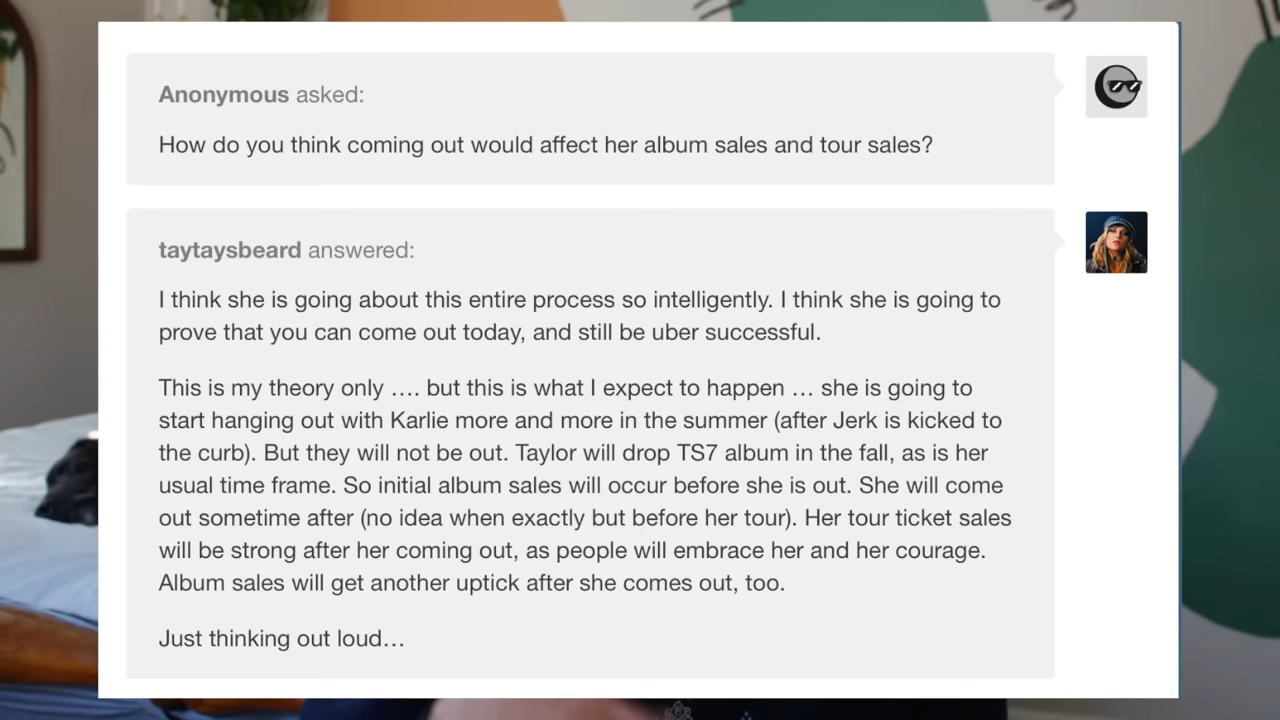 Anonymous asked:
How do you think coming out would affect her album sales and tour sales?
taytaysbeard answered:
I think she is going about this entire process so intelligently. I think she is going to
prove that you can come out today, and still be uber successful.
This is my theory only .... but this is what I expect to happen ... she is going to
start hanging out with Karlie more and more in the summer (after Jerk is kicked to
the curb). But they will not be out. Taylor will drop TS7 album in the fall, as is her
usual time frame. So initial album sales will occur before she is out. She will come
out sometime after (no idea when exactly but before her tour). Her tour ticket sales
will be strong after her coming out, as people will embrace her and her courage.
Album sales will get another uptick after she comes out, too.
Just thinking out loud...